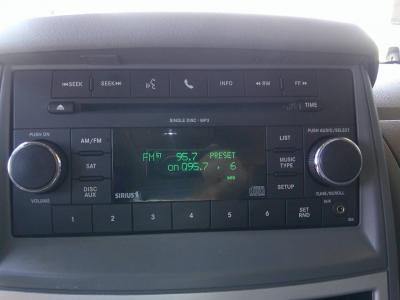 SEEK SEEK INFO RW FF
TIME
SINGLE DISC - MP3
PUSH ON
AM/FM
SAT
DISC AUX
VOLUME
FM ST 95.7 PRESET
onQ95.7 , 6
SIRIUS
LIST
MUSIC TYPE
SETUP
PUSH AUDIO/SELECT
TUNE/SCROLL
1 2 3 4 5 6 SET RND
AUX